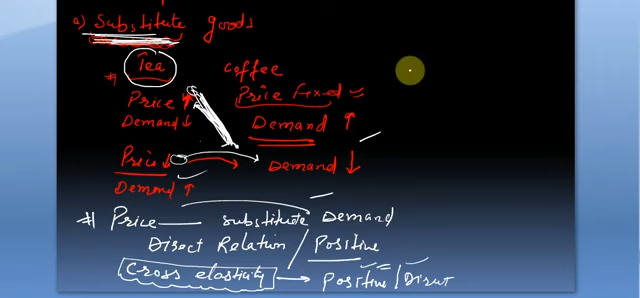 a) Substitute goods
Tea Coffee
# Price ↑ Price Fixed
Demand ↓ Demand ↑
Price ↓ Demand ↓
Demand ↑
# Price — Substitute Demand
Direct Relation / Positive
Cross elasticity → Positive / Direct